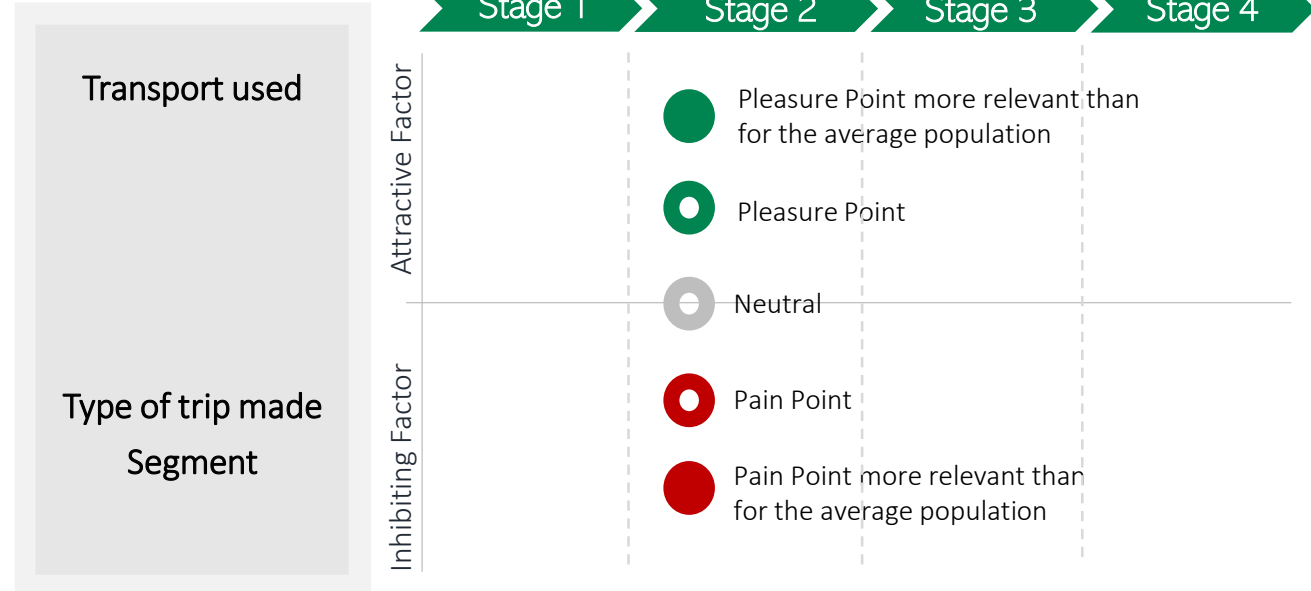 Stage 1
Stage 2
Stage 3
Stage 4
Transport used
Type of trip made
Segment
Attractive Factor
Inhibiting Factor
Pleasure Point more relevant than
for the average population
Pleasure Point
Neutral
Pain Point
Pain Point more relevant than
for the average population